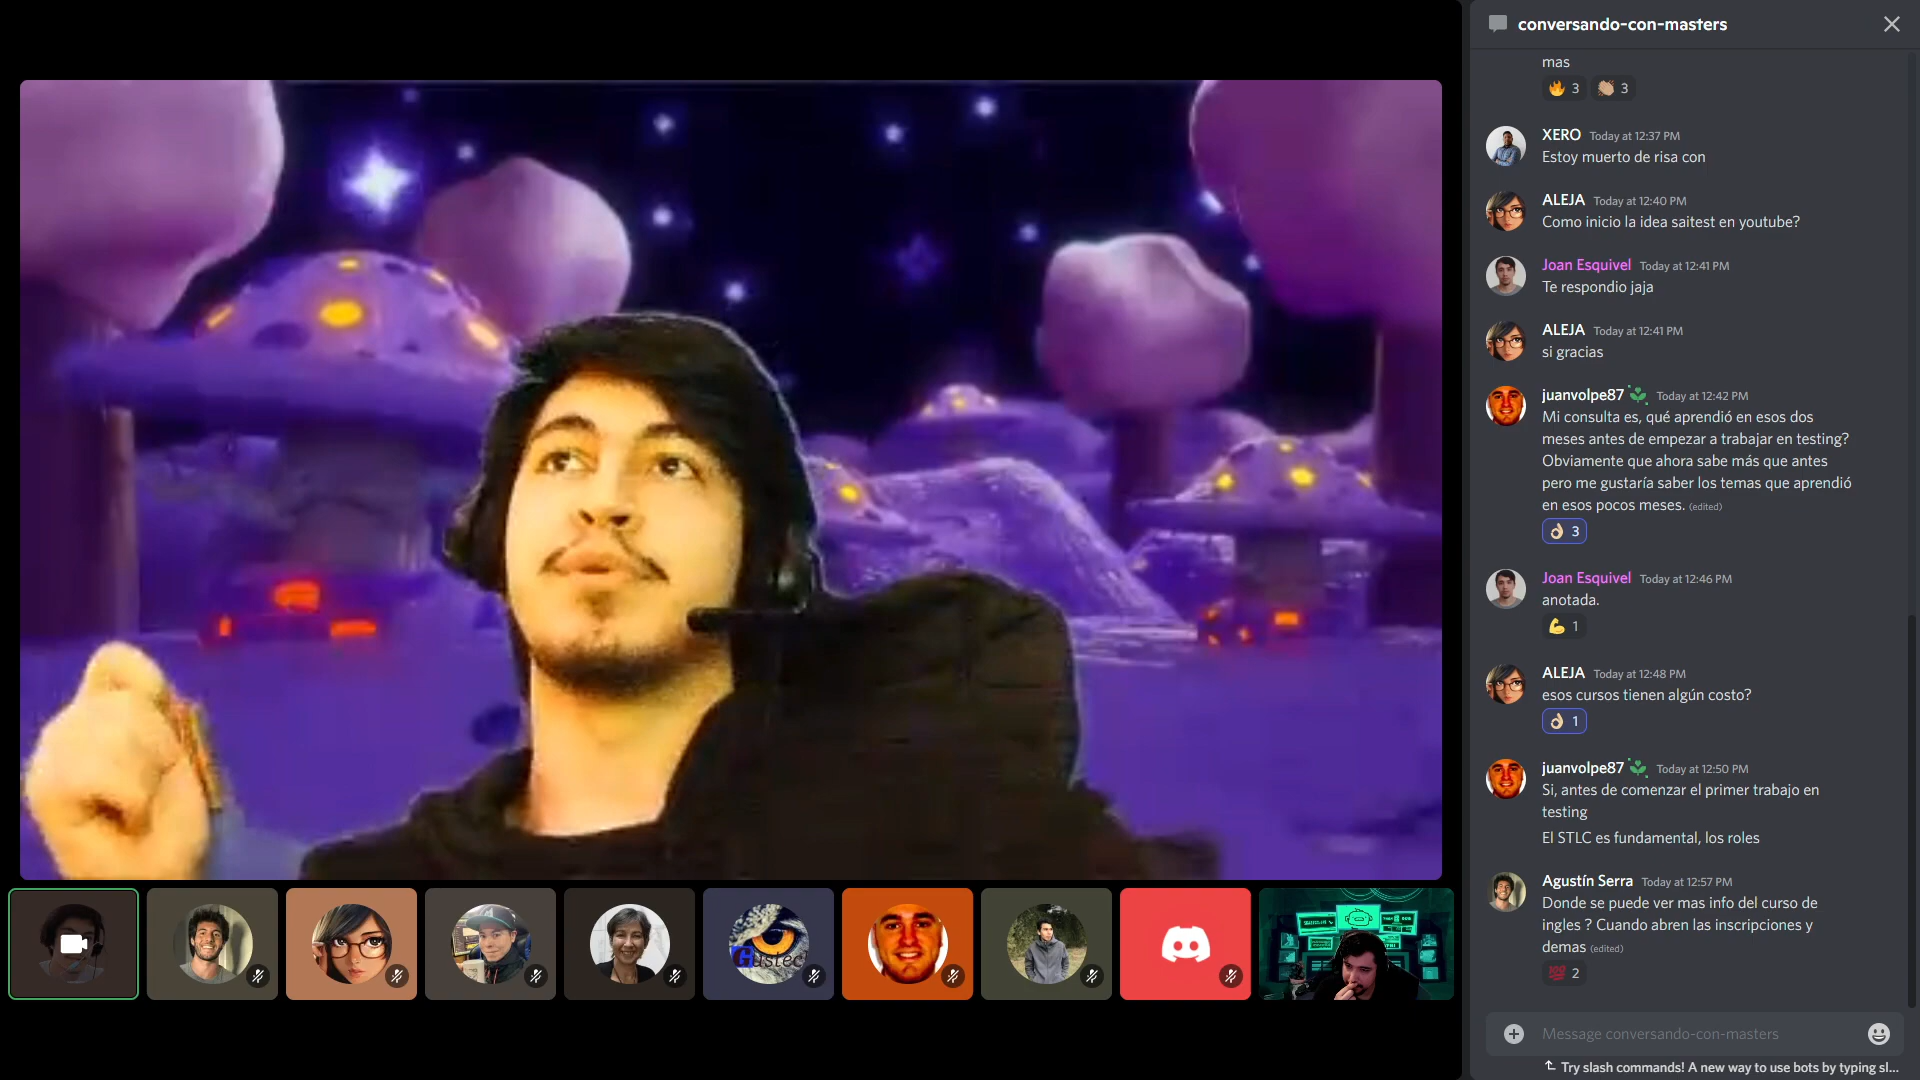 conversando-con-masters
mas
3 3
XERO Today at 12:37 PM
Estoy muerto de risa con
ALEJA Today at 12:40 PM
Como inicio la idea saitest en youtube?
Joan Esquivel Today at 12:41 PM
Te respondio jaja
ALEJA Today at 12:41 PM
si gracias
juanvolpe87 Today at 12:42 PM
Mi consulta es, qué aprendió en esos dos
meses antes de empezar a trabajar en testing?
Obviamente que ahora sabe más que antes
pero me gustaría saber los temas que aprendió
en esos pocos meses. (edited)
3
Joan Esquivel Today at 12:46 PM
anotada.
1
ALEJA Today at 12:48 PM
esos cursos tienen algún costo?
1
juanvolpe87 Today at 12:50 PM
Si, antes de comenzar el primer trabajo en
testing
El STLC es fundamental, los roles
Agustín Serra Today at 12:57 PM
Donde se puede ver mas info del curso de
ingles ? Cuando abren las inscripciones y
demas (edited)
2
Message conversando-con-masters
Try slash commands! A new way to use bots by typing sl...